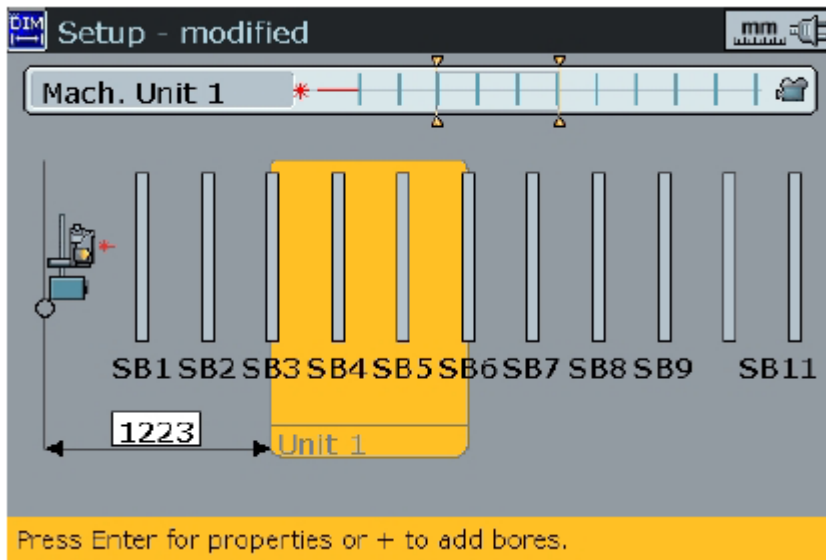 DIM
Setup - modified
mm
Mach. Unit 1
SB1 SB2 SB3 SB4 SB5 SB6 SB7 SB8 SB9 SB11
1223
Unit 1
Press Enter for properties or + to add bores.